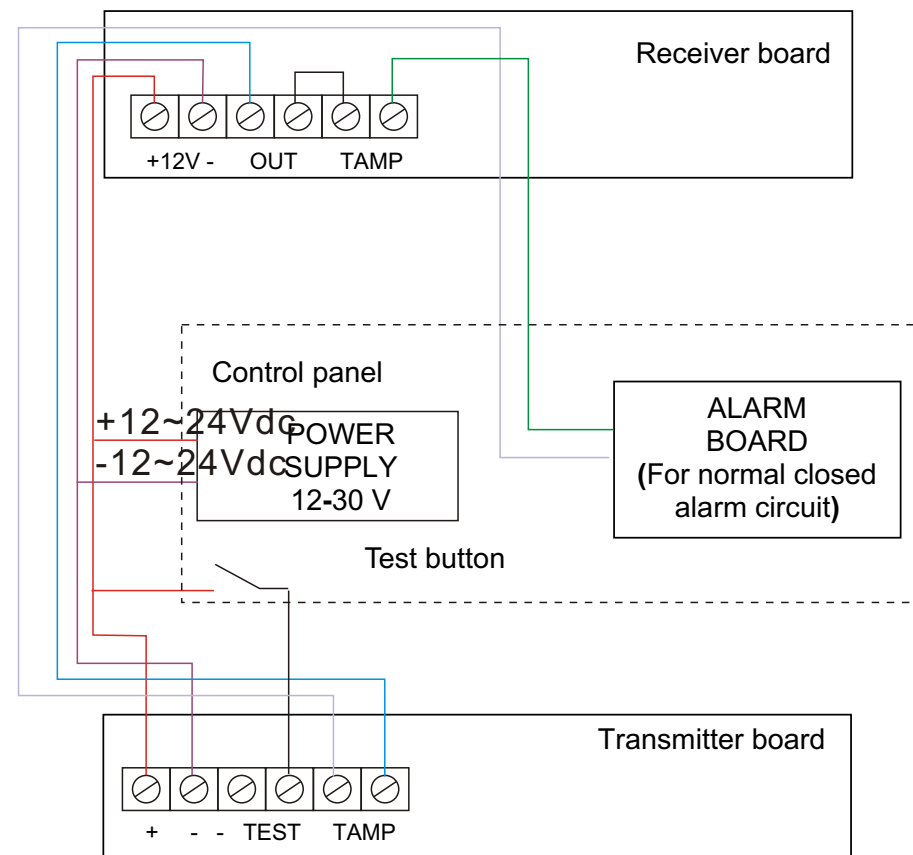 Receiver board
+12V - OUT TAMP
Control panel
+12~24Vdc
-12~24Vdc
POWER
SUPPLY
12-30 V
ALARM
BOARD
(For normal closed
alarm circuit)
Test button
Transmitter board
+ - - TEST TAMP